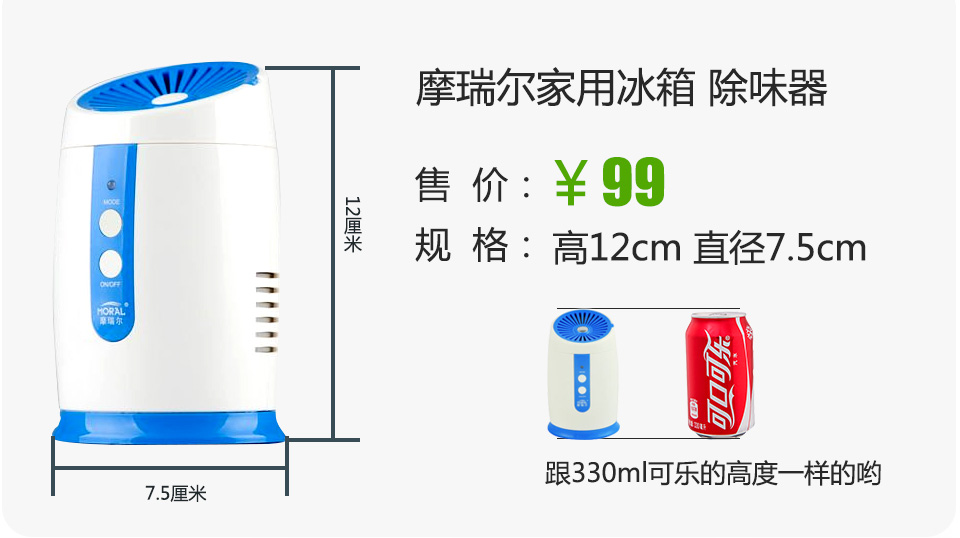 摩瑞尔家用冰箱 除味器
售 价：￥99
规 格：高12cm 直径7.5cm
12厘米
MODE
ON/OFF
MORAL®
摩瑞尔
可口可乐
7.5厘米
跟330ml可乐的高度一样的哟